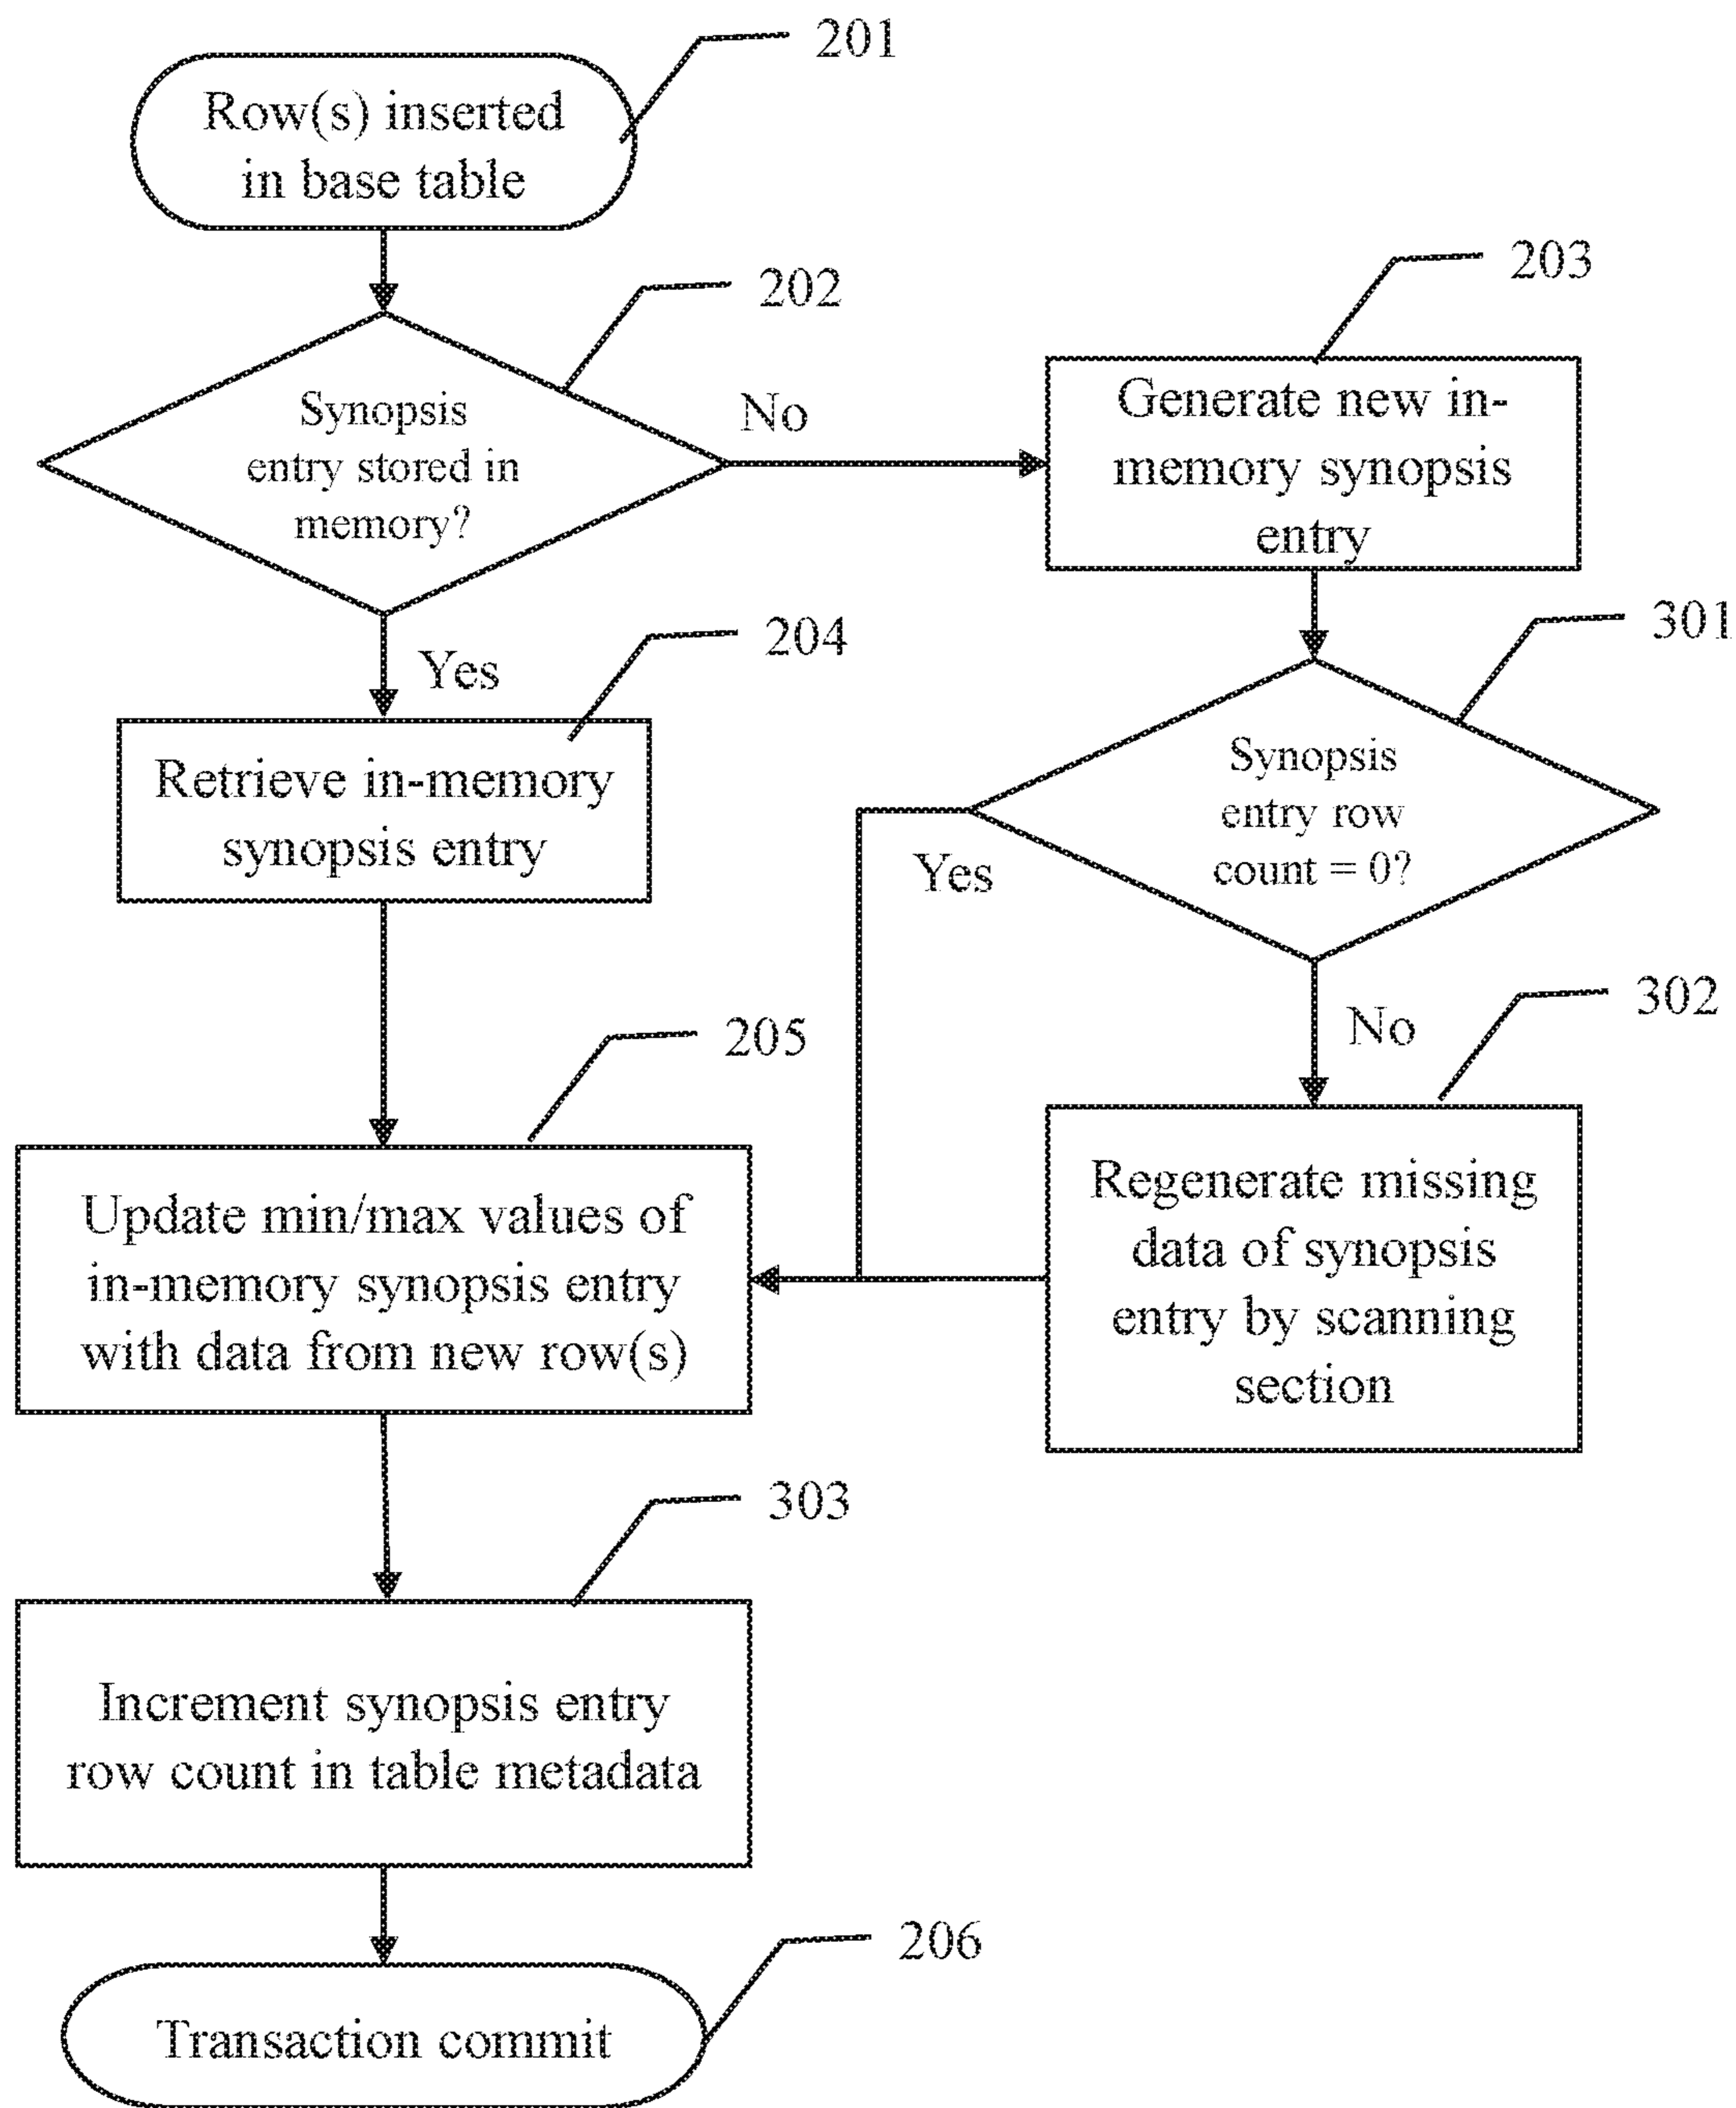 201
Row(s) inserted
in base table
202
Synopsis
entry stored in
memory?
No
203
Generate new in-
memory synopsis
entry
Yes
204
Retrieve in-memory
synopsis entry
301
Synopsis
entry row
count = 0?
Yes
No
302
Regenerate missing
data of synopsis
entry by scanning
section
205
Update min/max values of
in-memory synopsis entry
with data from new row(s)
303
Increment synopsis entry
row count in table metadata
206
Transaction commit